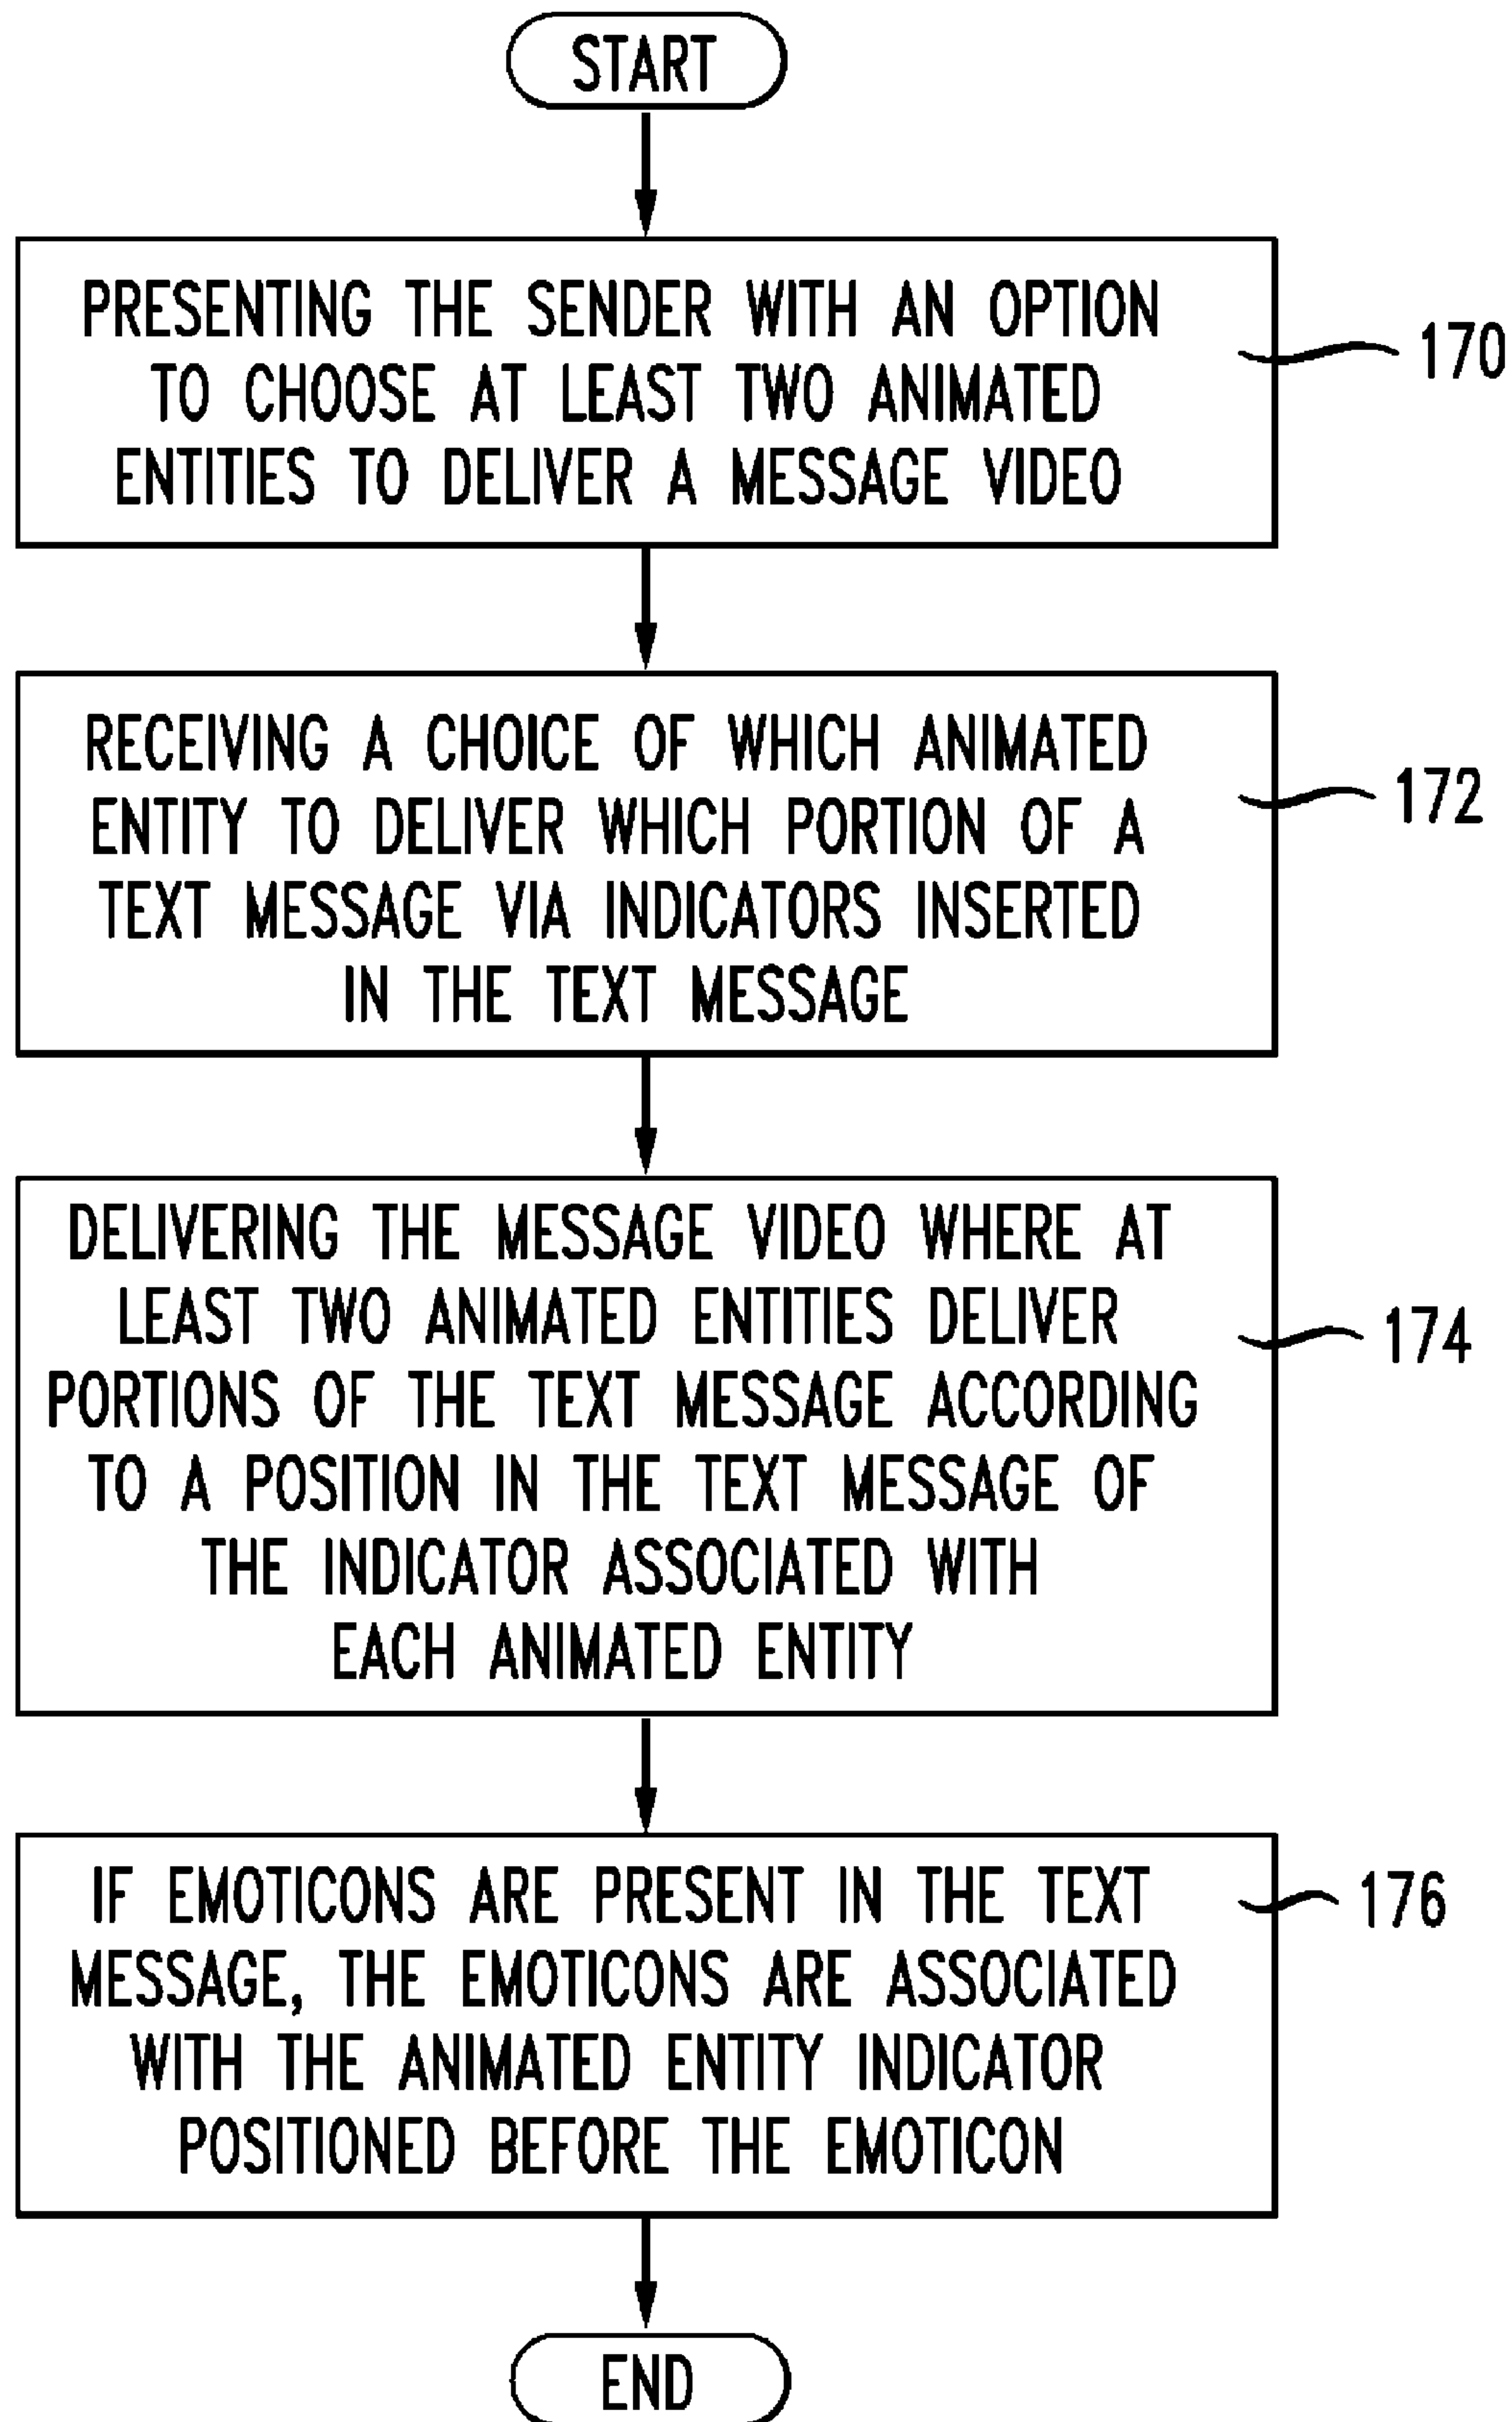 START
PRESENTING THE SENDER WITH AN OPTION
TO CHOOSE AT LEAST TWO ANIMATED
ENTITIES TO DELIVER A MESSAGE VIDEO
170
RECEIVING A CHOICE OF WHICH ANIMATED
ENTITY TO DELIVER WHICH PORTION OF A
TEXT MESSAGE VIA INDICATORS INSERTED
IN THE TEXT MESSAGE
172
DELIVERING THE MESSAGE VIDEO WHERE AT
LEAST TWO ANIMATED ENTITIES DELIVER
PORTIONS OF THE TEXT MESSAGE ACCORDING
TO A POSITION IN THE TEXT MESSAGE OF
THE INDICATOR ASSOCIATED WITH
EACH ANIMATED ENTITY
174
IF EMOTICONS ARE PRESENT IN THE TEXT
MESSAGE, THE EMOTICONS ARE ASSOCIATED
WITH THE ANIMATED ENTITY INDICATOR
POSITIONED BEFORE THE EMOTICON
176
END